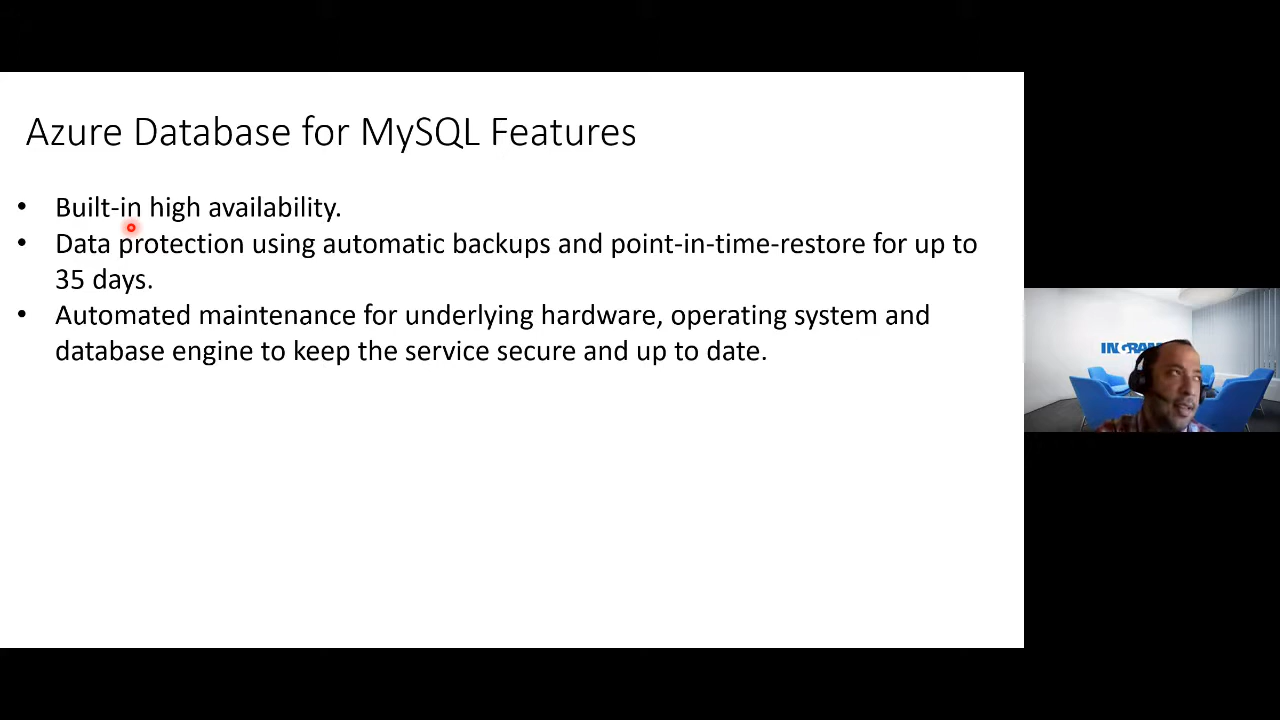 Azure Database for MySQL Features
• Built-in high availability.
• Data protection using automatic backups and point-in-time-restore for up to
35 days.
• Automated maintenance for underlying hardware, operating system and
database engine to keep the service secure and up to date.